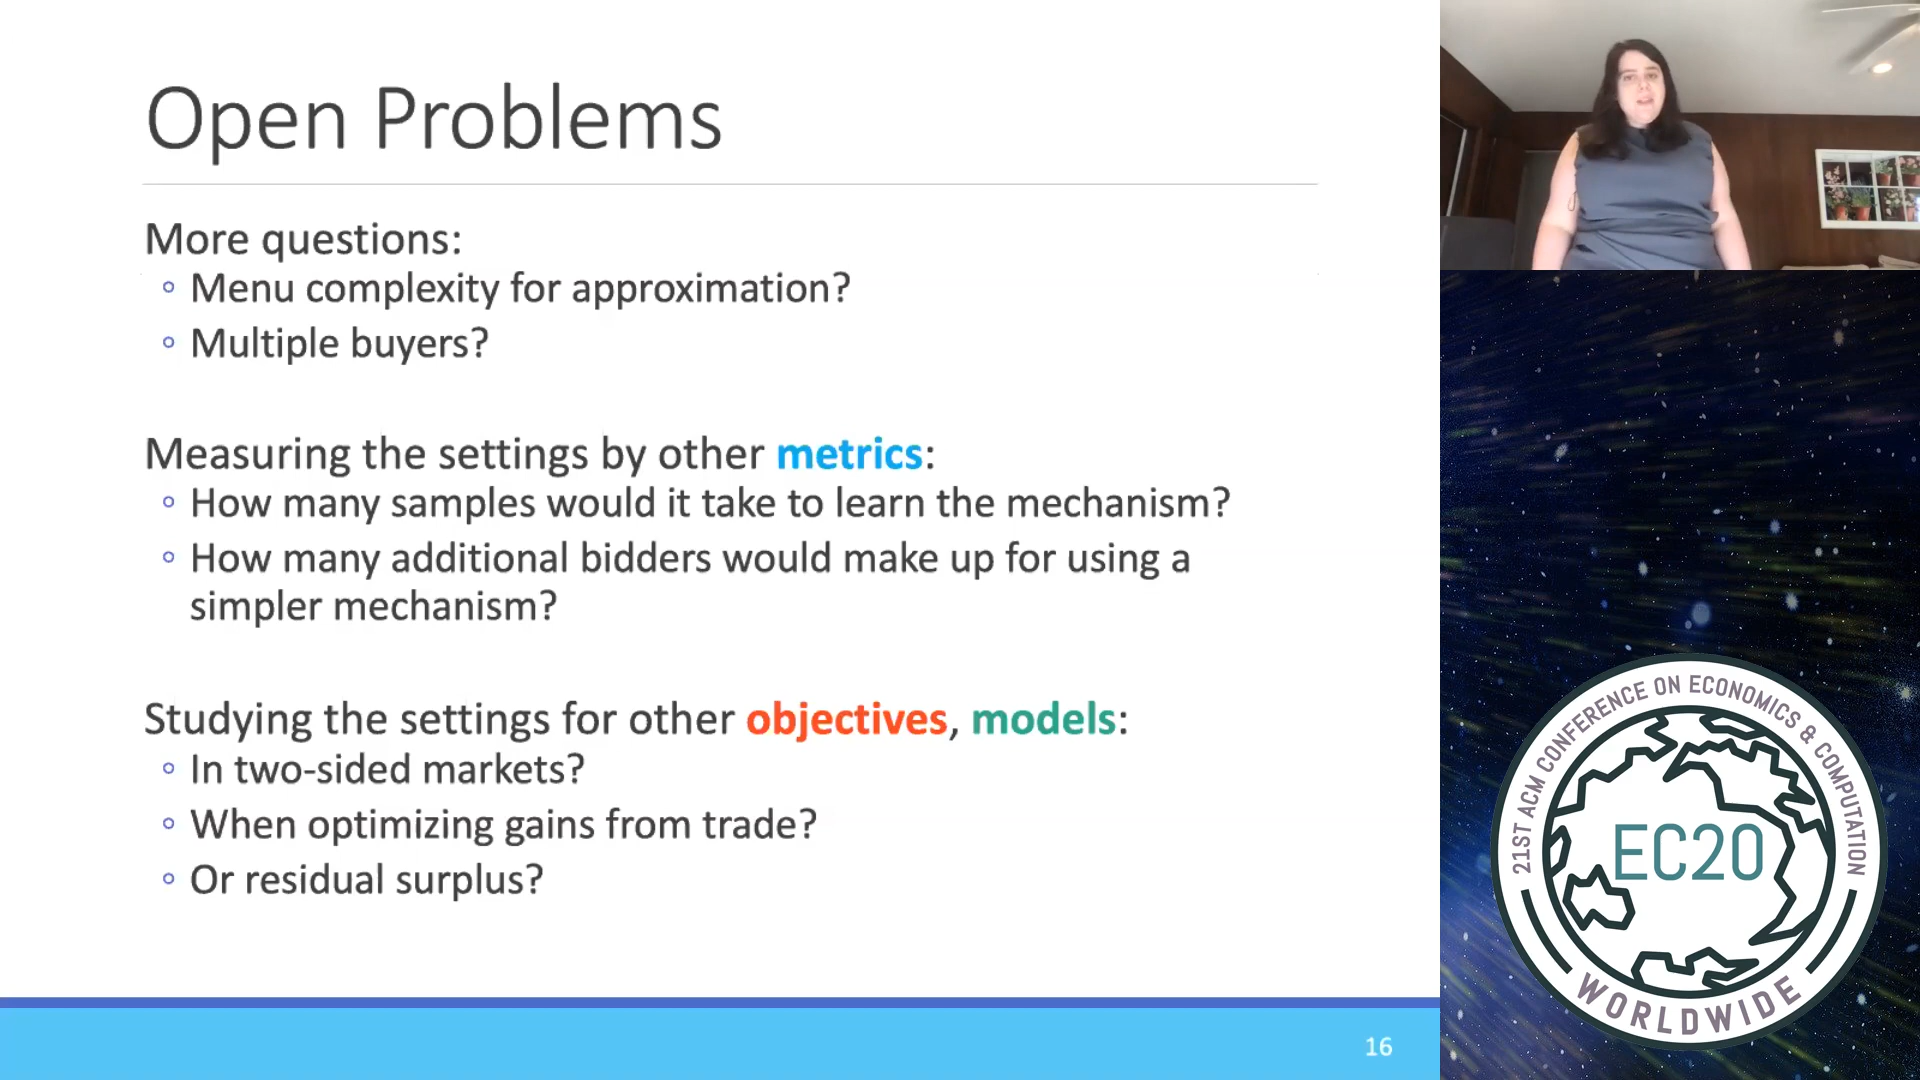 Open Problems
More questions:
◦ Menu complexity for approximation?
◦ Multiple buyers?
Measuring the settings by other metrics:
◦ How many samples would it take to learn the mechanism?
◦ How many additional bidders would make up for using a
simpler mechanism?
Studying the settings for other objectives, models:
◦ In two-sided markets?
◦ When optimizing gains from trade?
◦ Or residual surplus?
16
21ST ACM CONFERENCE ON ECONOMICS & COMPUTATION
EC20
WORLDWIDE